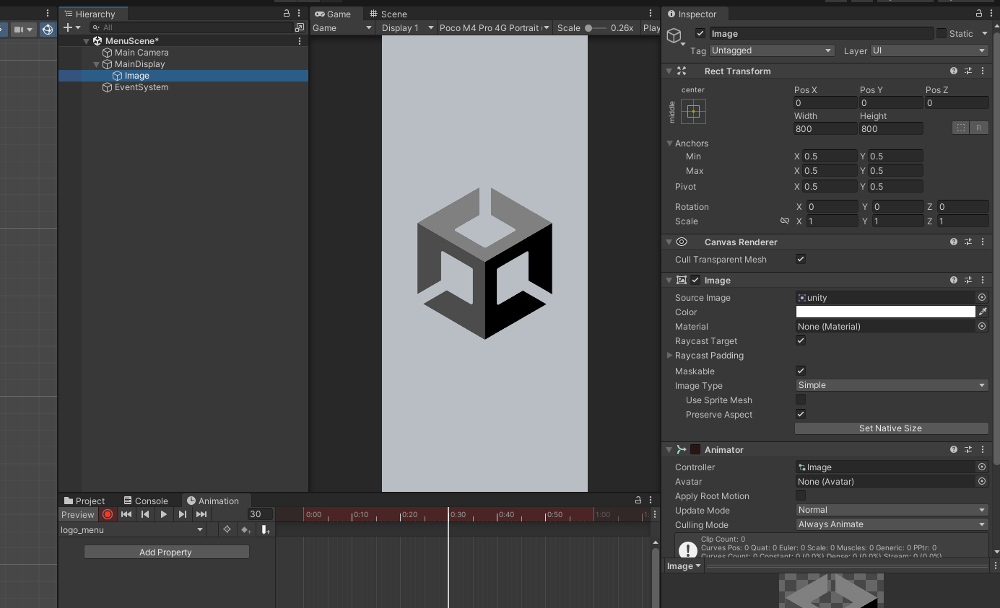 Hierarchy
All
MenuScene*
Main Camera
MainDisplay
Image
EventSystem
Game
Scene
Game
Display 1
Poco M4 Pro 4G Portrait
Scale
0.26x
Play
Inspector
Image
Static
Tag
Untagged
Layer
UI
Rect Transform
center
middle
Pos X
Pos Y
Pos Z
0
0
0
Width
Height
800
800
R
Anchors
Min
X 0.5
Y 0.5
Max
X 0.5
Y 0.5
Pivot
X 0.5
Y 0.5
Rotation
X 0
Y 0
Z 0
Scale
X 1
Y 1
Z 1
Canvas Renderer
Cull Transparent Mesh
Image
Source Image
unity
Color
Material
None (Material)
Raycast Target
Raycast Padding
Maskable
Image Type
Simple
Use Sprite Mesh
Preserve Aspect
Set Native Size
Animator
Controller
Image
Avatar
None (Avatar)
Apply Root Motion
Update Mode
Normal
Culling Mode
Always Animate
Clip Count: 0
Curves Pos: 0 Quat: 0 Euler: 0 Scale: 0 Muscles: 0 Generic: 0 PPtr: 0
Curves Count: 0 Constant: 0 (0.0%) Dense: 0 (0.0%) Stream: 0 (0.0%)
Image
Project
Console
Animation
Preview
30
0:00
0:10
0:20
0:30
0:40
0:50
1:00
logo_menu
Add Property